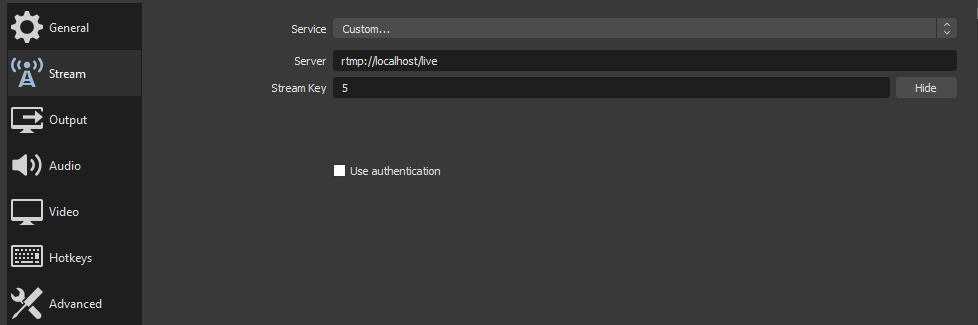 General
Stream
Output
Audio
Video
Hotkeys
Advanced
Service Custom...
Server rtmp://localhost/live
Stream Key 5 Hide
Use authentication